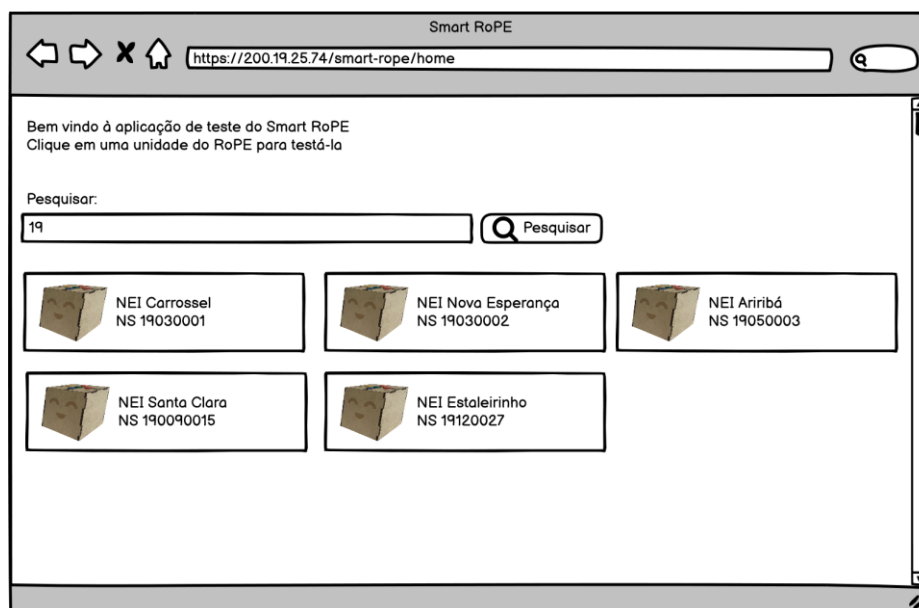 Smart RoPE
https://200.19.25.74/smart-rope/home
Bem vindo à aplicação de teste do Smart RoPE
Clique em uma unidade do RoPE para testá-la
Pesquisar:
19
Pesquisar
NEI Carrossel
NS 19030001
NEI Nova Esperança
NS 19030002
NEI Ariribá
NS 19050003
NEI Santa Clara
NS 190090015
NEI Estaleirinho
NS 19120027